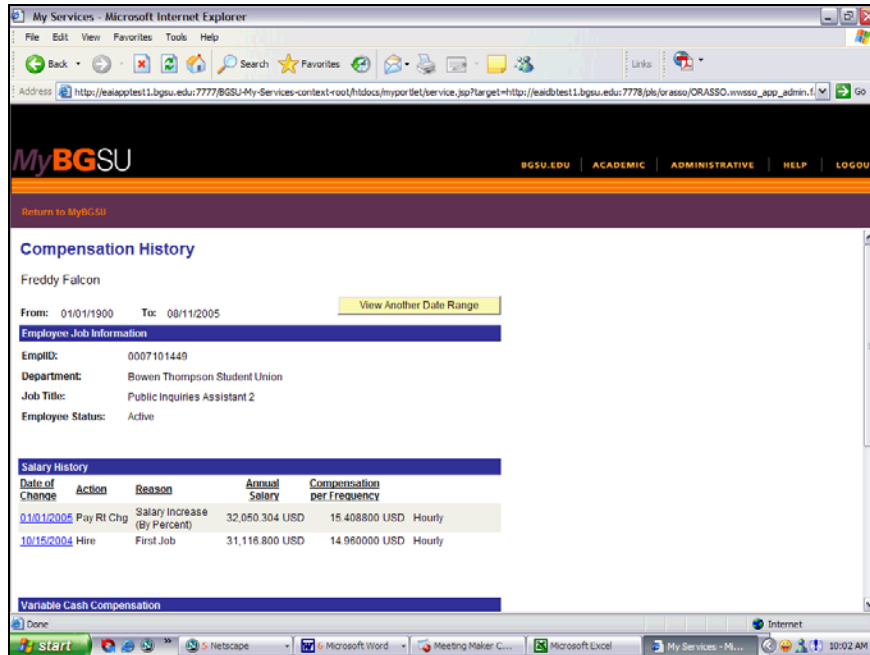 My Services - Microsoft Internet Explorer
File Edit View Favorites Tools Help
Back Search Favorites Links
Address http://eaiapptest1.bgsu.edu:7777/BGSU-My-Services-context-root/htdocs/myportlet/service.jsp?target=http://eaidbtest1.bgsu.edu:7778/pls/orasso/ORASSO.wwsso_app_admin.f Go
MyBGSU
BGSU.EDU ACADEMIC ADMINISTRATIVE HELP LOGOU
Return to MyBGSU
Compensation History
Freddy Falcon
View Another Date Range
From: 01/01/1900 To: 08/11/2005
Employee Job Information
EmplID: 0007101449
Department: Bowen Thompson Student Union
Job Title: Public Inquiries Assistant 2
Employee Status: Active
Salary History
Date of Change Action Reason Annual Salary Compensation per Frequency
01/01/2005 Pay Rt Chg Salary Increase (By Percent) 32,050.304 USD 15.408800 USD Hourly
10/15/2004 Hire First Job 31,116.800 USD 14.960000 USD Hourly
Variable Cash Compensation
Done Internet
start 5 Netscape 6 Microsoft Word Meeting Maker C... Microsoft Excel My Services - Mi... 10:02 AM